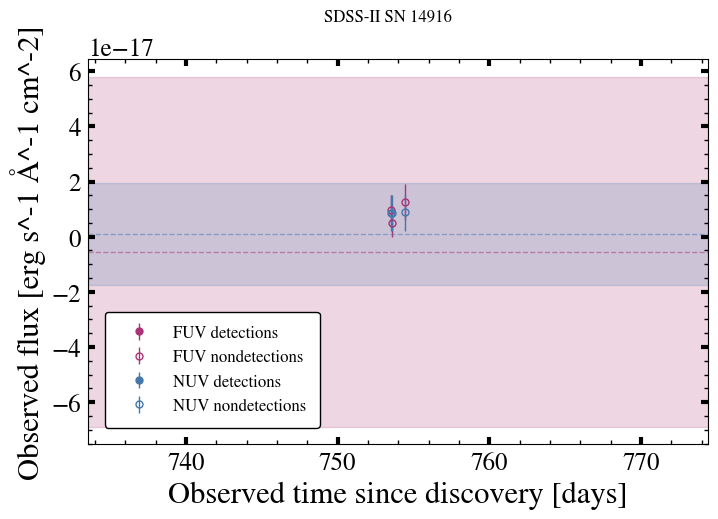 SDSS-II SN 14916
1e−17
Observed flux [erg s^-1 Å^-1 cm^-2]
6
4
2
0
−2
−4
−6
FUV detections
FUV nondetections
NUV detections
NUV nondetections
740 750 760 770
Observed time since discovery [days]